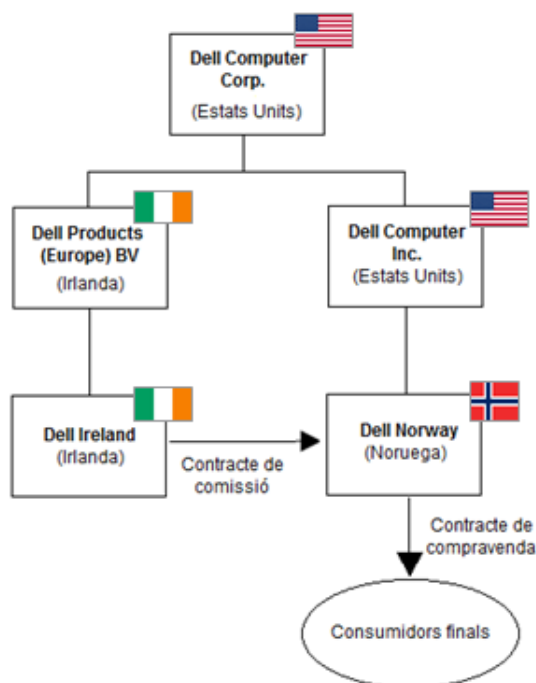 Dell Computer
Corp.
(Estats Units)
Dell Products
(Europe) BV
(Irlanda)
Dell Computer
Inc.
(Estats Units)
Dell Ireland
(Irlanda)
Contracte de
comissió
Dell Norway
(Noruega)
Contracte de
compravenda
Consumidors finals